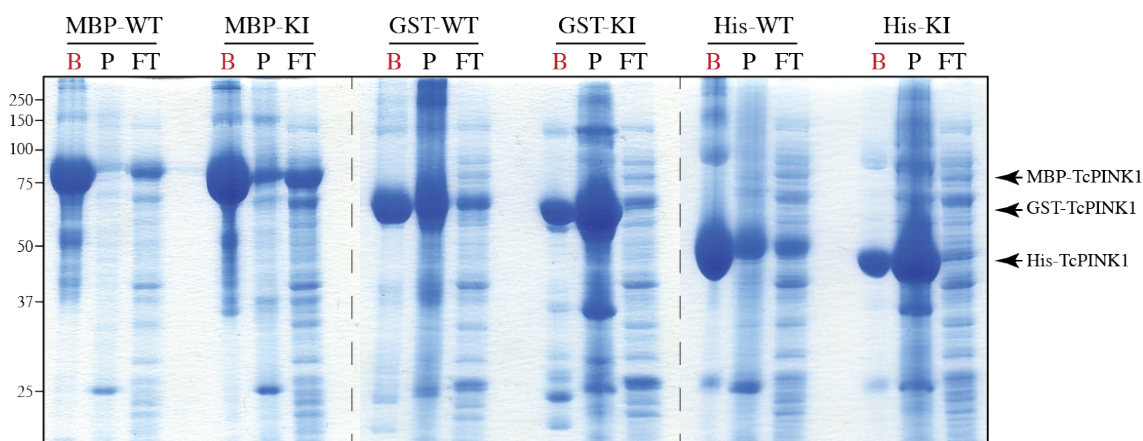 MBP-WT MBP-KI GST-WT GST-KI His-WT His-KI
B P FT B P FT B P FT B P FT B P FT B P FT
250
150
100
75
50
37
25
MBP-TcPINK1
GST-TcPINK1
His-TcPINK1